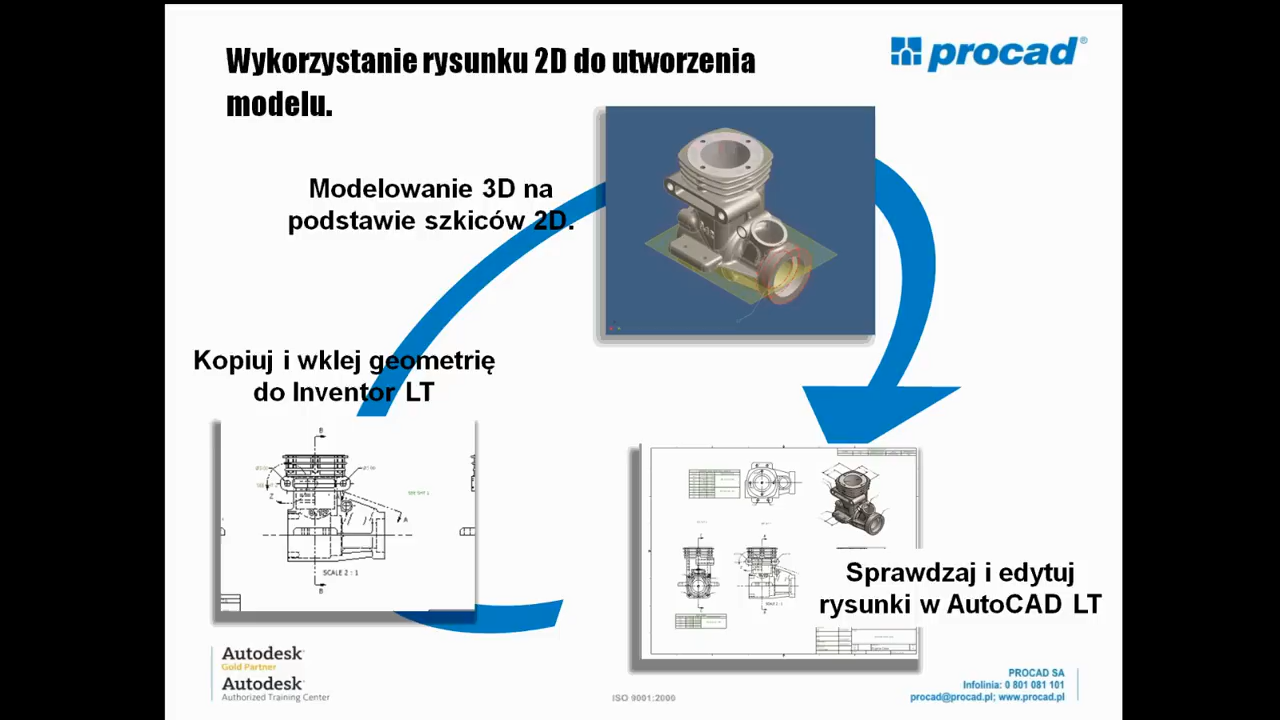 Wykorzystanie rysunku 2D do utworzenia
modelu.
procad®
Modelowanie 3D na
podstawie szkiców 2D.
Kopiuj i wklej geometrię
do Inventor LT
B
A
SCALE 2 : 1
B
Sprawdzaj i edytuj
rysunki w AutoCAD LT
Autodesk
Gold Partner
Autodesk
Authorized Training Center
ISO 9001:2000
PROCAD SA
Infolinia: 0 801 081 101
procad@procad.pl; www.procad.pl